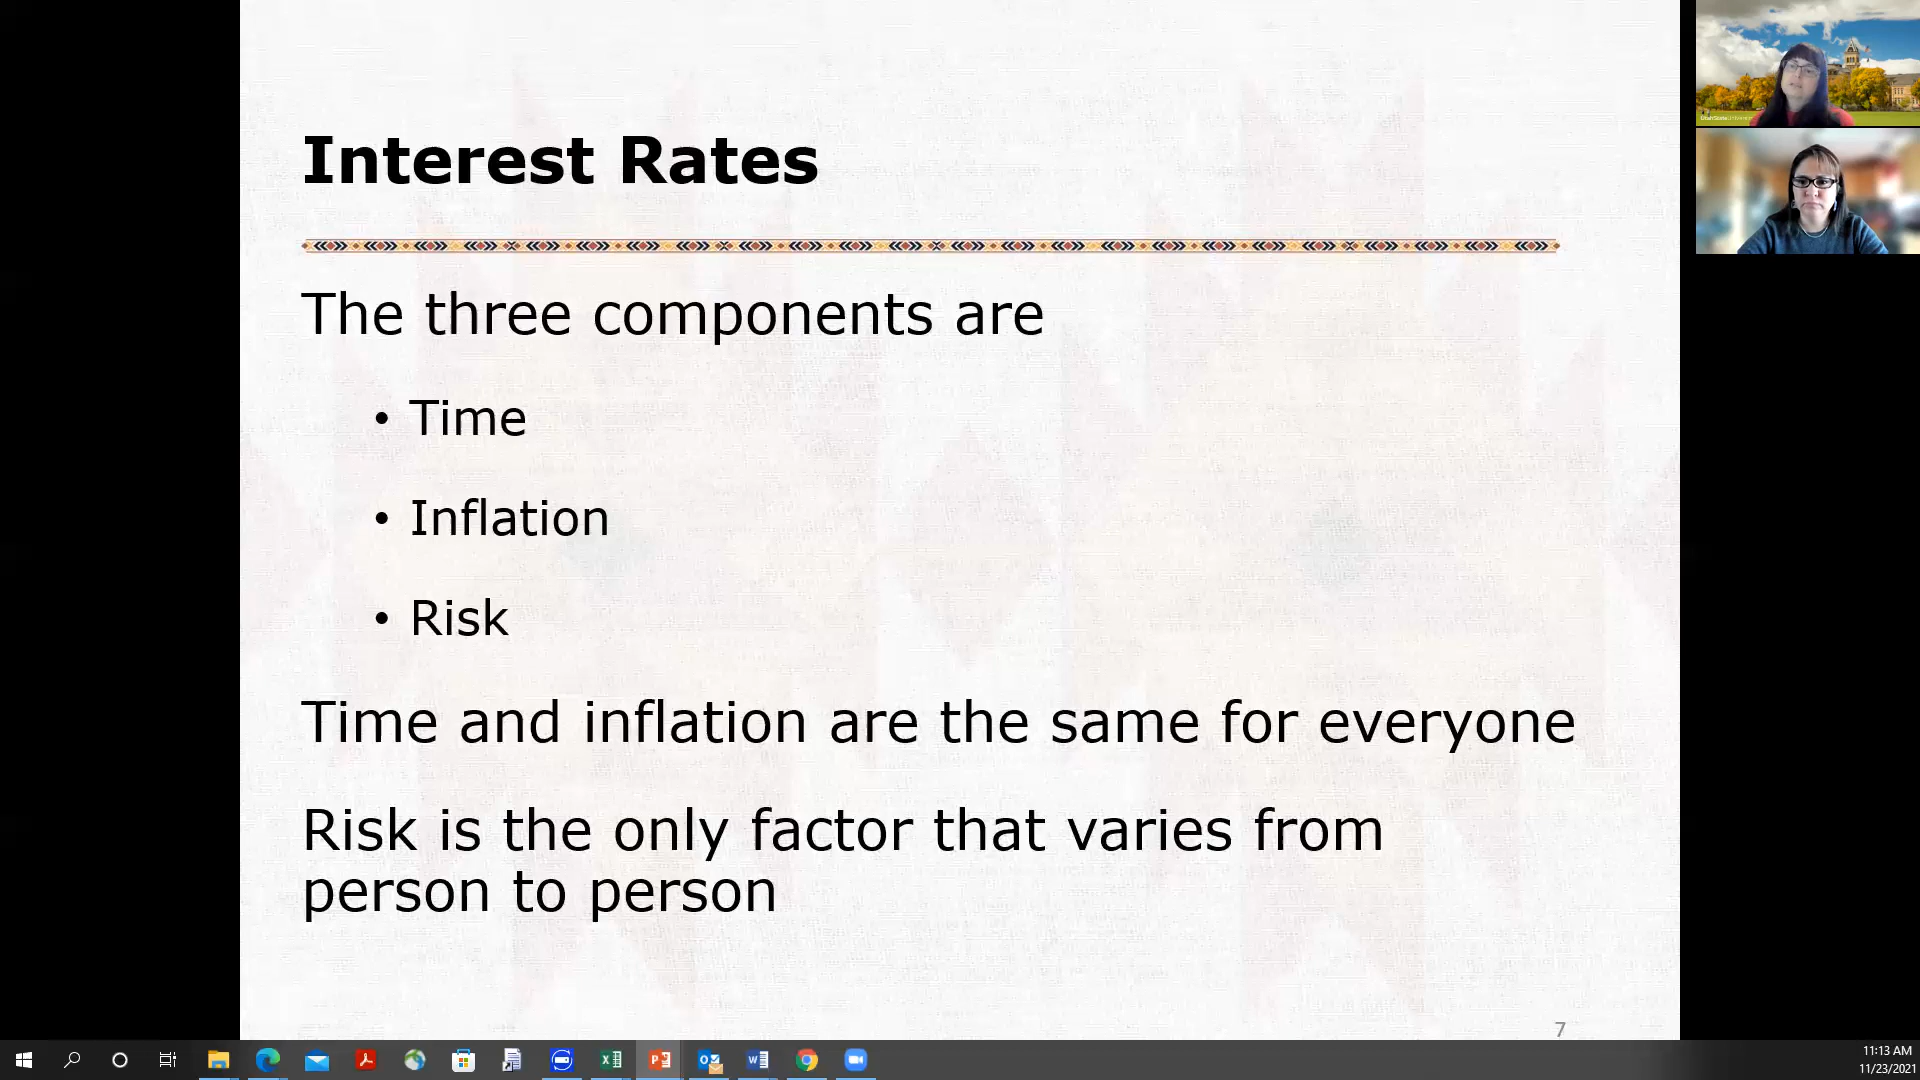 Interest Rates
The three components are
• Time
• Inflation
• Risk
Time and inflation are the same for everyone
Risk is the only factor that varies from
person to person
7
11:13 AM
11/23/2021